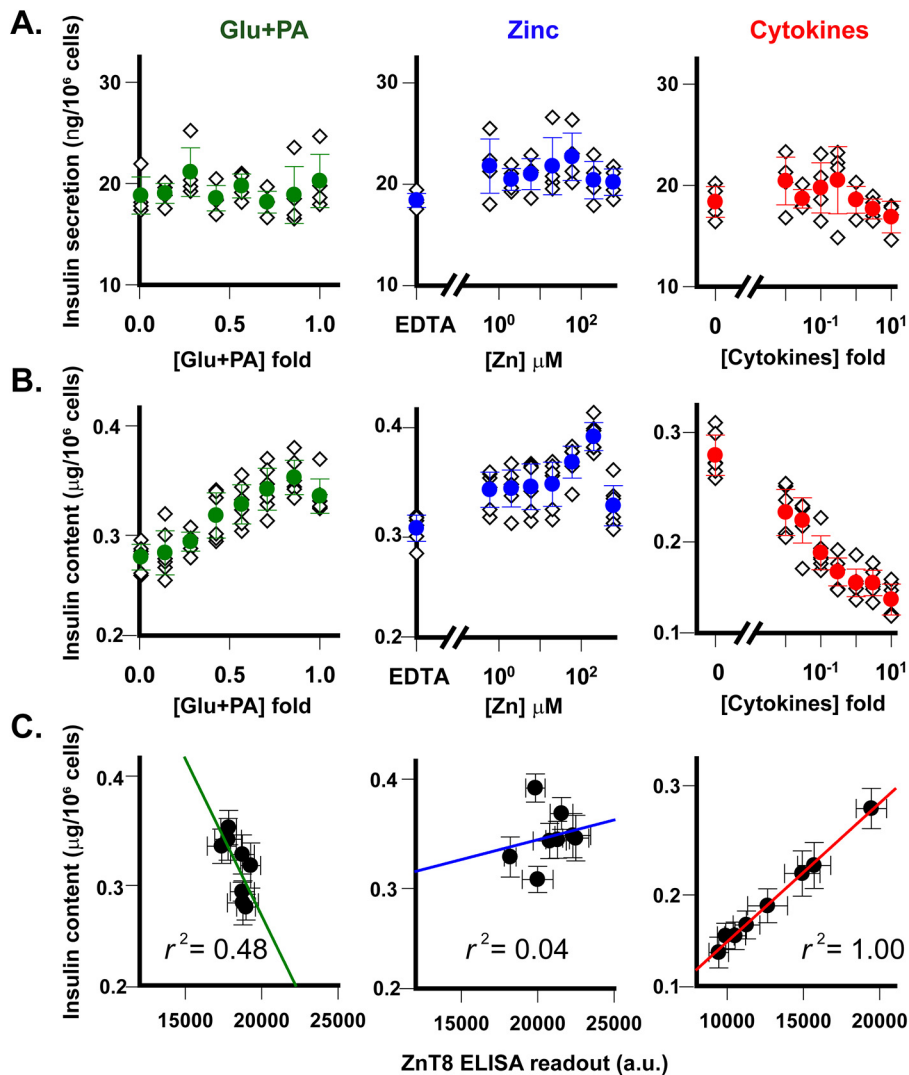 A.
Glu+PA Zinc Cytokines
Insulin secretion (ng/10⁶ cells)
30 30 30
20 20 20
10 10 10
0.0 0.5 1.0 EDTA 10⁰ 10² 0 10⁻¹ 10¹
[Glu+PA] fold [Zn] μM [Cytokines] fold
B.
Insulin content (μg/10⁶ cells)
0.4 0.4 0.3
0.3 0.3 0.2
0.2 0.2 0.1
0.0 0.5 1.0 EDTA 10⁰ 10² 0 10⁻¹ 10¹
[Glu+PA] fold [Zn] μM [Cytokines] fold
C.
Insulin content (μg/10⁶ cells)
0.4 0.4 0.3
0.3 0.3 0.2
r²= 0.48 r²= 0.04 r²= 1.00
0.2 0.2 0.1
15000 20000 25000 15000 20000 25000 10000 15000 20000
ZnT8 ELISA readout (a.u.)